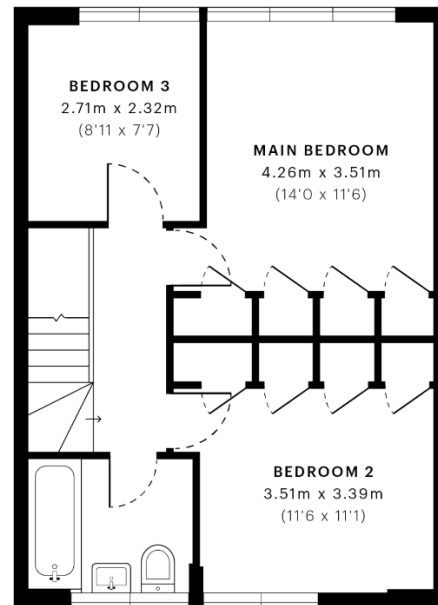 BEDROOM 3
2.71m x 2.32m
(8'11 x 7'7)
MAIN BEDROOM
4.26m x 3.51m
(14'0 x 11'6)
BEDROOM 2
3.51m x 3.39m
(11'6 x 11'1)